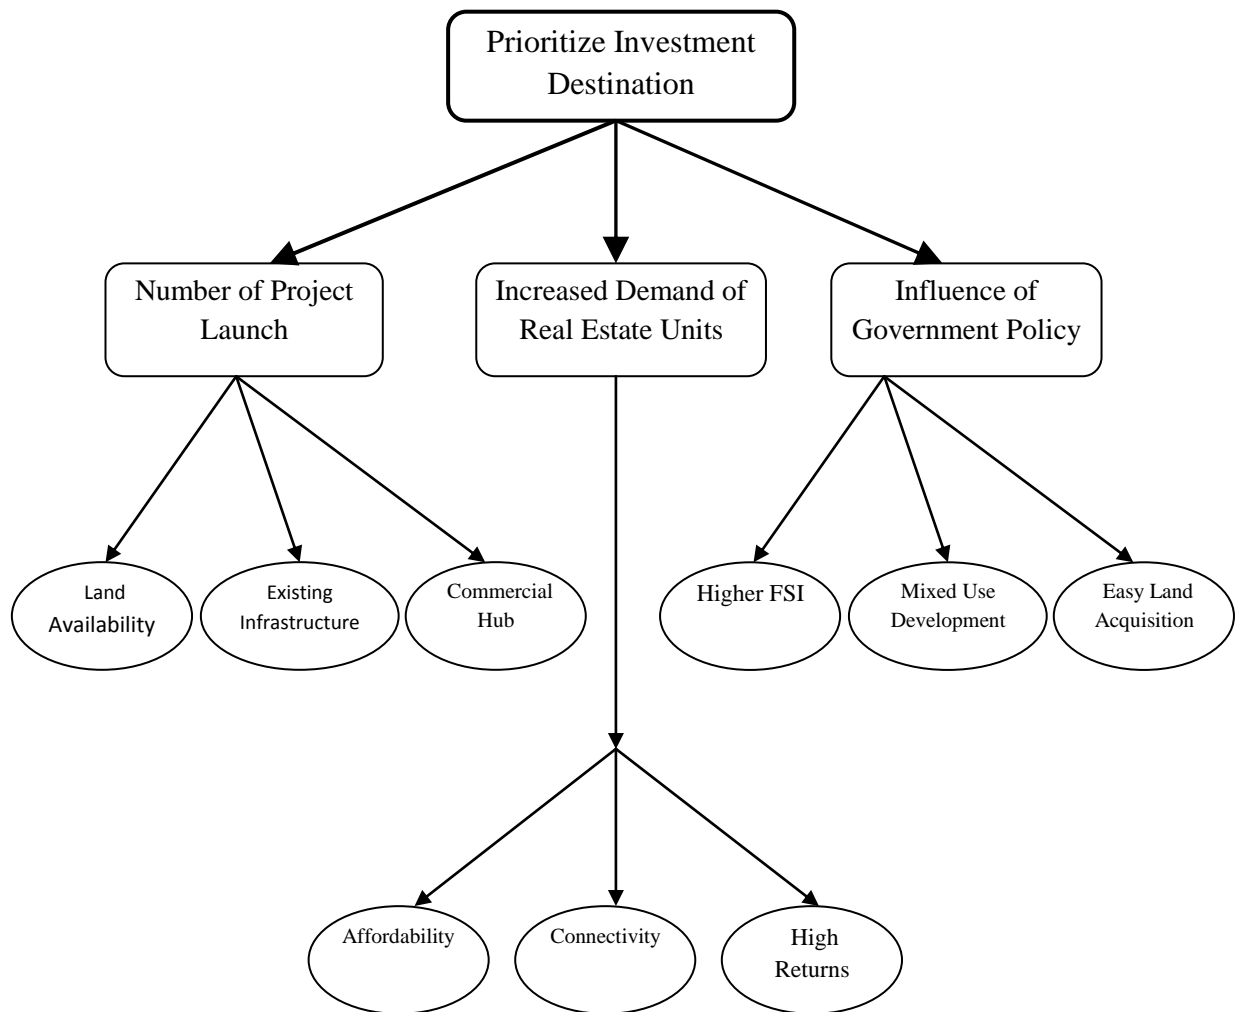 Prioritize Investment
Destination
Number of Project
Launch
Increased Demand of
Real Estate Units
Influence of
Government Policy
Land
Availability
Existing
Infrastructure
Commercial
Hub
Higher FSI
Mixed Use
Development
Easy Land
Acquisition
Affordability
Connectivity
High
Returns